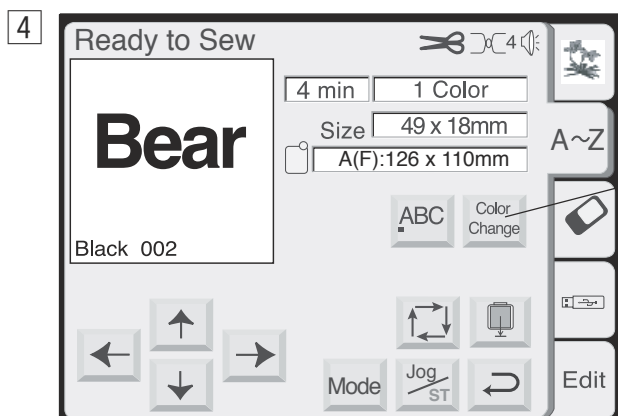 4
Ready to Sew
4
Bear
Black 002
4 min
1 Color
Size
49 x 18mm
A(F):126 x 110mm
ABC
Color
Change
Mode
Jog
ST
A~Z
Edit